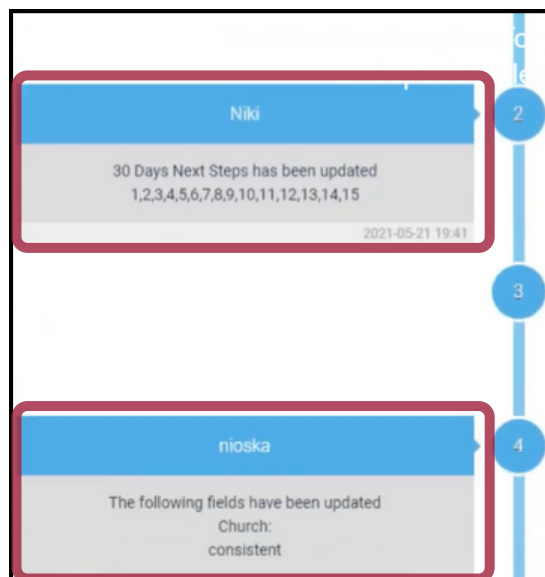 Niki
2
30 Days Next Steps has been updated
1,2,3,4,5,6,7,8,9,10,11,12,13,14,15
2021-05-21 19:41
3
nioska
4
The following fields have been updated
Church:
consistent